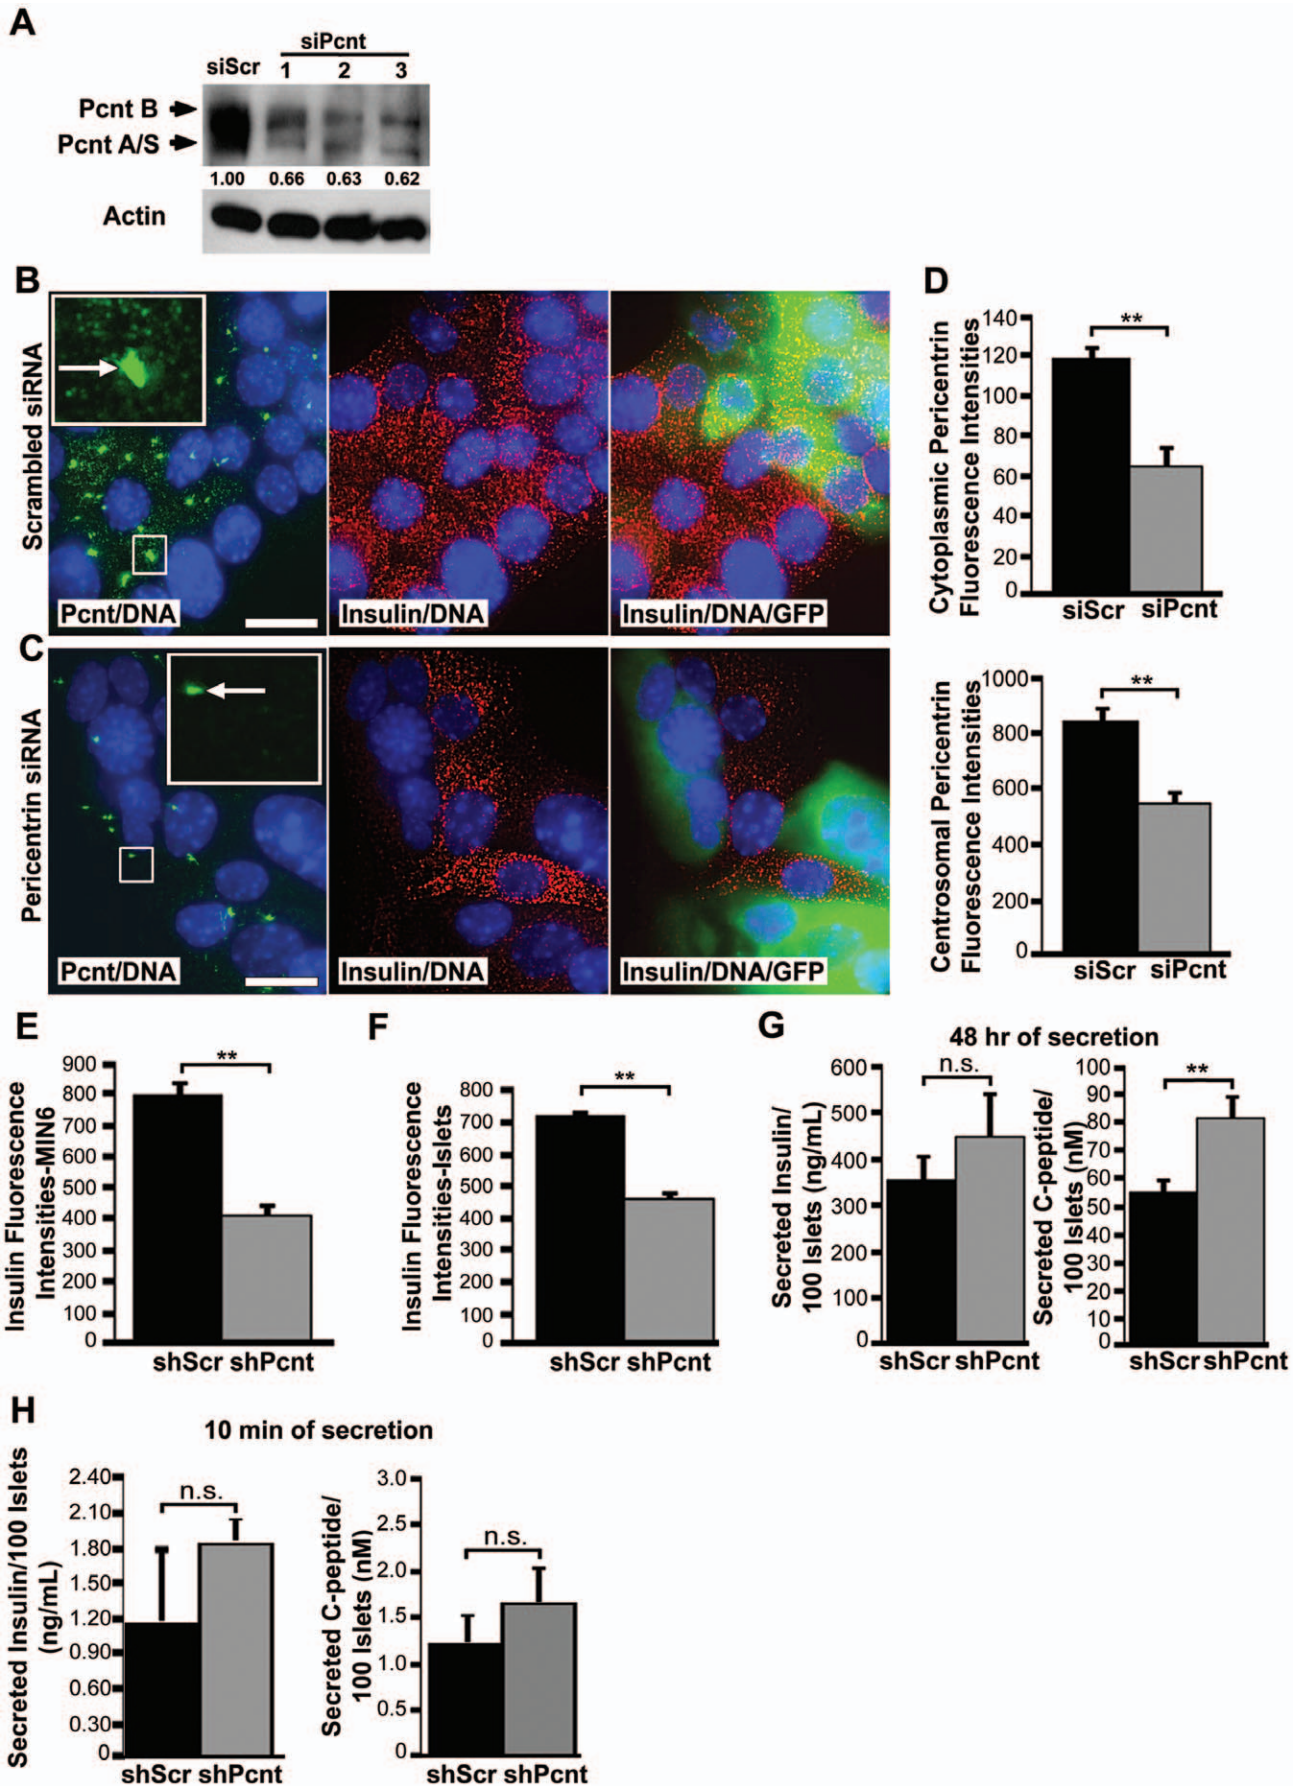 A
siPcnt
siScr 1 2 3
Pcnt B
Pcnt A/S
1.00 0.66 0.63 0.62
Actin
B
Scrambled siRNA
Pcnt/DNA
Insulin/DNA
Insulin/DNA/GFP
C
Pericentrin siRNA
Pcnt/DNA
Insulin/DNA
Insulin/DNA/GFP
D
Cytoplasmic Pericentrin
Fluorescence Intensities
140
120
100
80
60
40
20
0
**
siScr siPcnt
Centrosomal Pericentrin
Fluorescence Intensities
1000
800
600
400
200
0
**
siScr siPcnt
E
Insulin Fluorescence
Intensities-MIN6
900
800
700
600
500
400
300
200
100
0
**
shScr shPcnt
F
Insulin Fluorescence
Intensities-Islets
800
700
600
500
400
300
200
100
0
**
shScr shPcnt
G
48 hr of secretion
Secreted Insulin/
100 Islets (ng/mL)
600
500
400
300
200
100
0
n.s.
shScr shPcnt
Secreted C-peptide/
100 Islets (nM)
100
90
80
70
60
50
40
30
20
10
0
**
shScr shPcnt
H
10 min of secretion
Secreted Insulin/100 Islets
(ng/mL)
2.40
2.10
1.80
1.50
1.20
0.90
0.60
0.30
0
n.s.
shScr shPcnt
Secreted C-peptide/
100 Islets (nM)
3.0
2.5
2.0
1.5
1.0
0.5
0
n.s.
shScr shPcnt